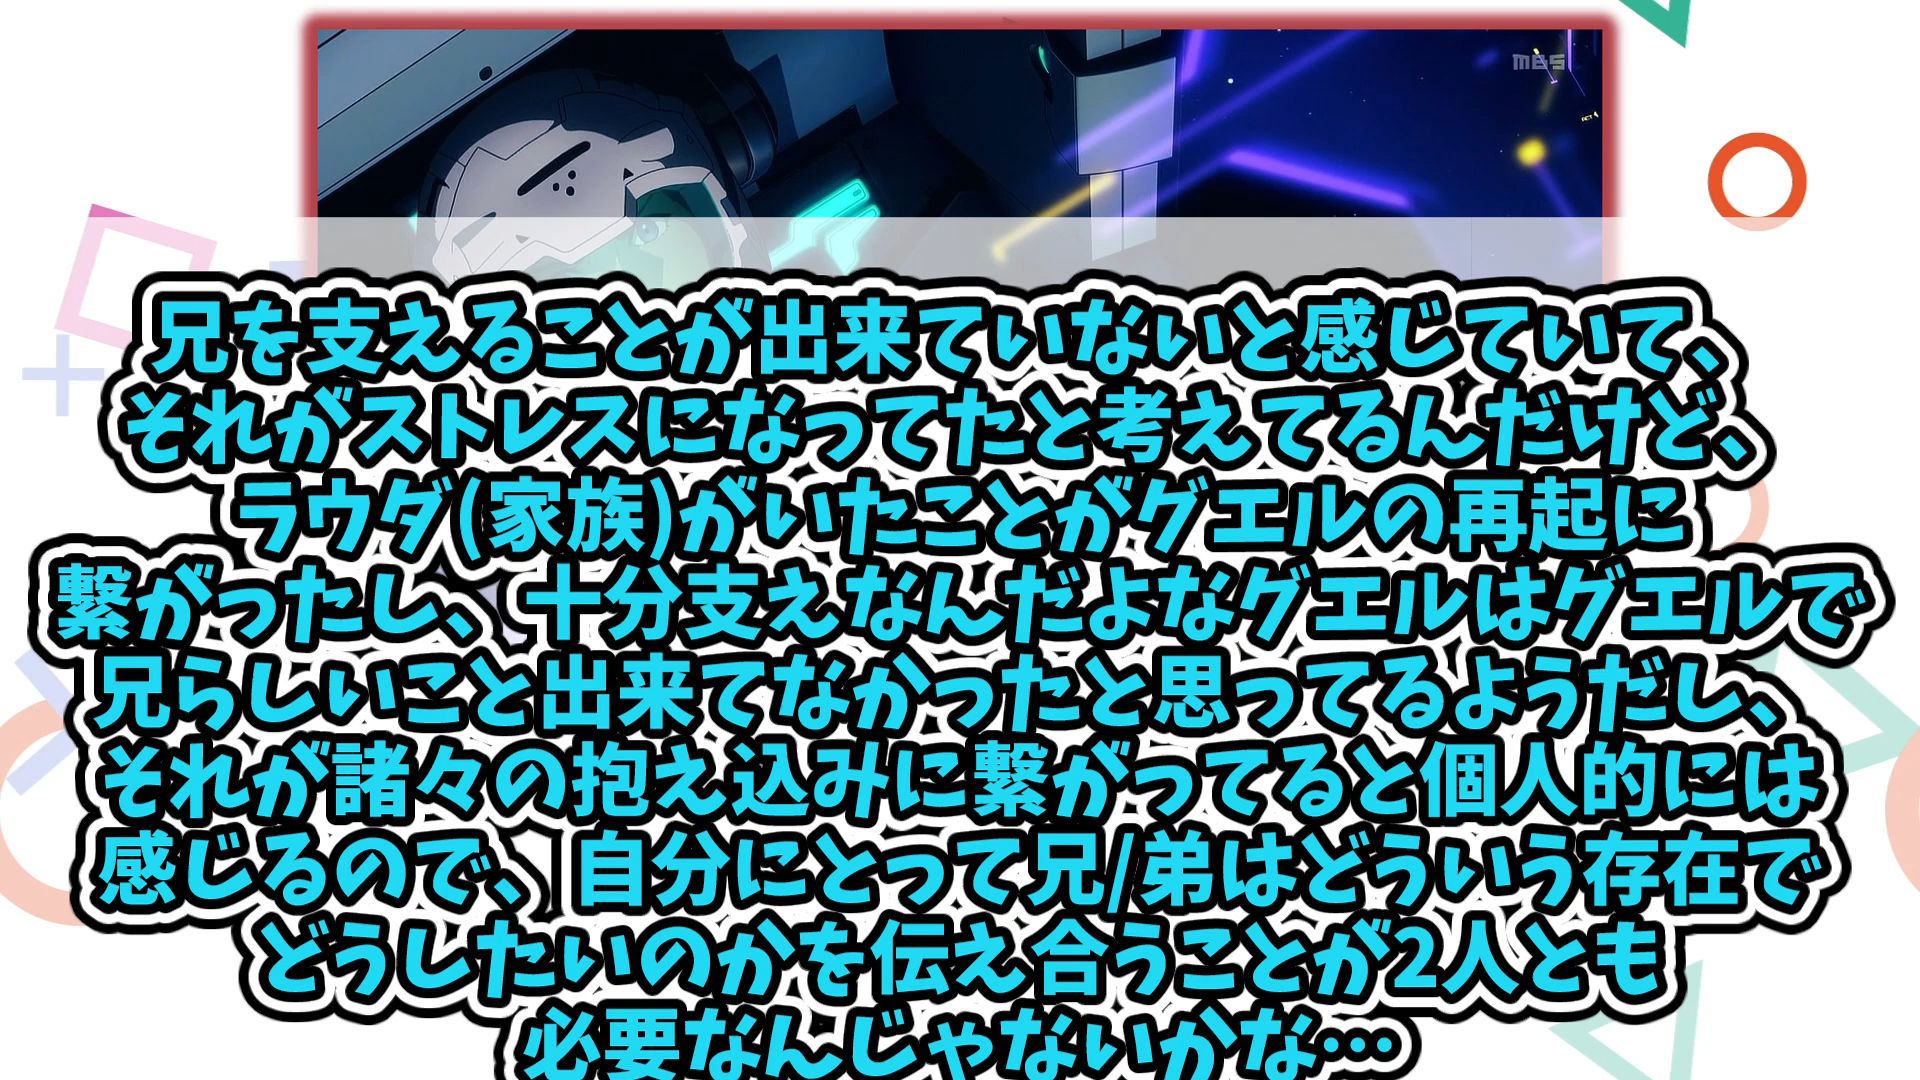 MBS
兄を支えることが出来ていないと感じていて、
それがストレスになってたと考えてるんだけど、
ラウダ(家族)がいたことがグエルの再起に
繋がったし、十分支えなんだよなグエルはグエルで
兄らしいこと出来てなかったと思ってるようだし、
それが諸々の抱え込みに繋がってると個人的には
感じるので、自分にとって兄/弟はどういう存在で
どうしたいのかを伝え合うことが2人とも
必要なんじゃないかな…